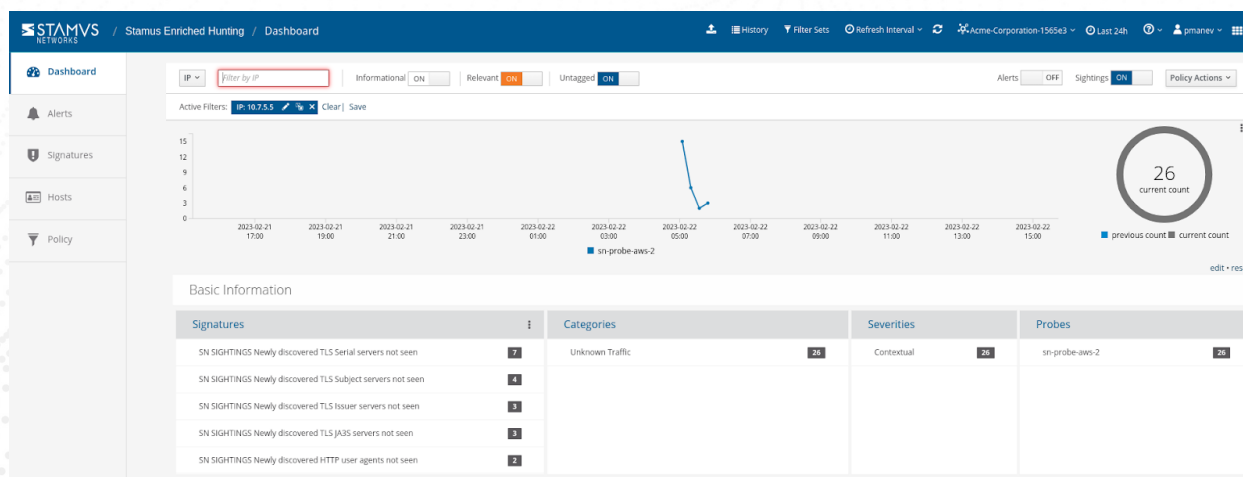 STAMVS NETWORKS / Stamus Enriched Hunting / Dashboard History Filter Sets Refresh Interval Acme-Corporation-1565e3 Last 24h pmanev
Dashboard
Alerts
Signatures
Hosts
Policy
IP Filter by IP Informational ON Relevant ON Untagged ON Alerts OFF Sightings ON Policy Actions
Active Filters: IP: 10.7.5.5 Clear| Save
15
12
9
6
3
0
2023-02-21 17:00
2023-02-21 19:00
2023-02-21 21:00
2023-02-21 23:00
2023-02-22 01:00
2023-02-22 03:00
2023-02-22 05:00
2023-02-22 07:00
2023-02-22 09:00
2023-02-22 11:00
2023-02-22 13:00
2023-02-22 15:00
sn-probe-aws-2
26
current count
previous count current count
edit • res
Basic Information
Signatures Categories Severities Probes
SN SIGHTINGS Newly discovered TLS Serial servers not seen 7 Unknown Traffic 26 Contextual 26 sn-probe-aws-2 26
SN SIGHTINGS Newly discovered TLS Subject servers not seen 4
SN SIGHTINGS Newly discovered TLS Issuer servers not seen 3
SN SIGHTINGS Newly discovered TLS JA3S servers not seen 3
SN SIGHTINGS Newly discovered HTTP user agents not seen 2